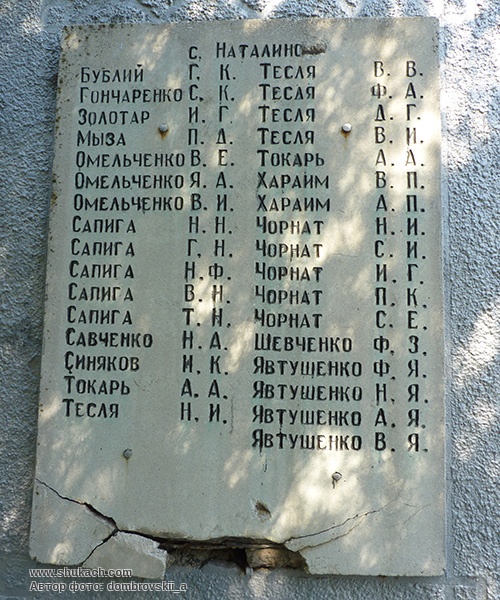 с. Наталино
Бублий Г. К.
Гончаренко С. К.
Золотар И. Г.
Мыза П. Д.
Омельченко В. Е.
Омельченко Я. А.
Омельченко В. И.
Сапига Н. Н.
Сапига Г. Н.
Сапига Н. Ф.
Сапига В. Н.
Сапига Т. Н.
Савченко Н. А.
Синяков И. К.
Токарь А. А.
Тесля Н. И.
Тесля В. В.
Тесля Ф. А.
Тесля Д. Г.
Тесля В. И.
Токарь А. А.
Хараим В. П.
Хараим А. П.
Чорнат Н. И.
Чорнат С. И.
Чорнат И. Г.
Чорнат П. К.
Чорнат С. Е.
Шевченко Ф. З.
Явтушенко Ф. Я.
Явтушенко Н. Я.
Явтушенко А. Я.
Явтушенко В. Я.
www.shukach.com
Автор фото: dombrovskii_a